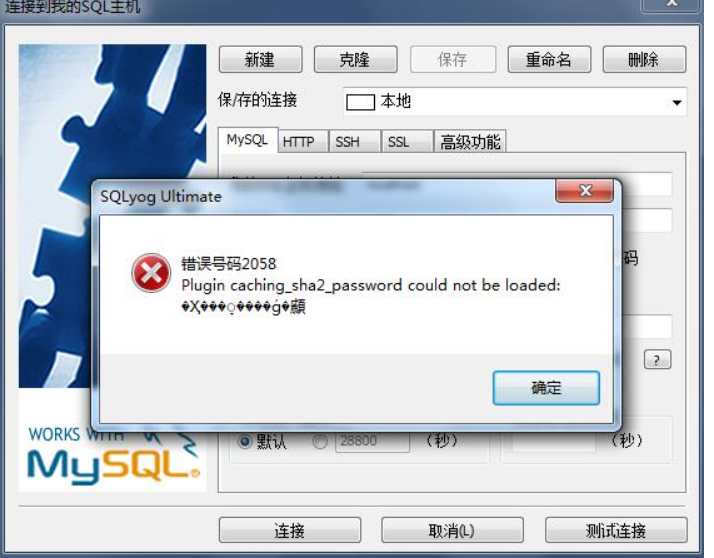 连接到我的SQL主机
新建
克隆
保存
重命名
删除
保/存的连接
本地
MySQL
HTTP
SSH
SSL
高级功能
SQLyog Ultimate
码
错误号码2058
Plugin caching_sha2_password could not be loaded:
?
确定
WORKS WITH
MySQL®
默认
28800
(秒)
(秒)
连接
取消(L)
测试连接